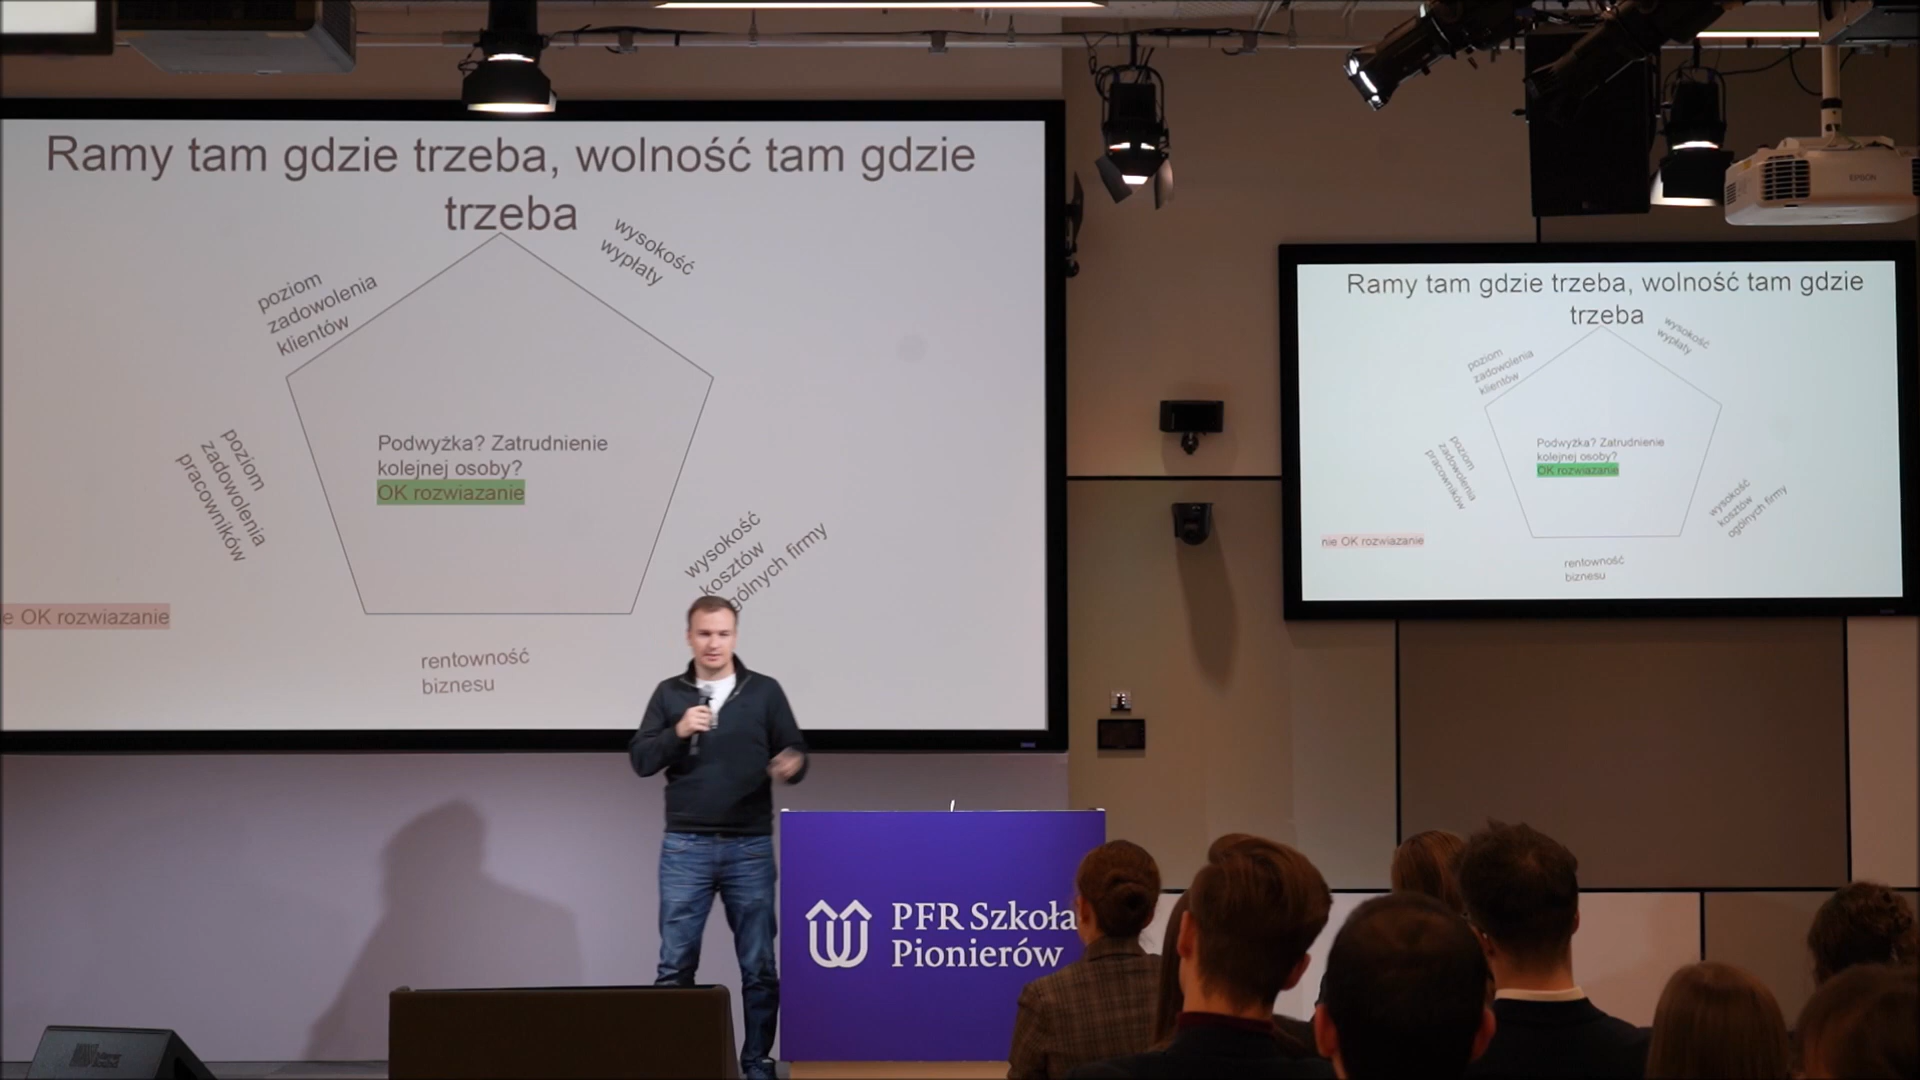 Ramy tam gdzie trzeba, wolność tam gdzie
trzeba
wysokość
wypłaty
poziom
zadowolenia
klientów
Podwyżka? Zatrudnienie
kolejnej osoby?
OK rozwiazanie
poziom
zadowolenia
pracowników
wysokość
kosztów
gólnych firmy
e OK rozwiazanie
rentowność
biznesu
Ramy tam gdzie trzeba, wolność tam gdzie
trzeba
wysokość
wypłaty
poziom
zadowolenia
klientów
Podwyżka? Zatrudnienie
kolejnej osoby?
OK rozwiazanie
poziom
zadowolenia
pracowników
wysokość
kosztów
ogólnych firmy
nie OK rozwiazanie
rentowność
biznesu
EPSON
PFR Szkoła
Pionierów